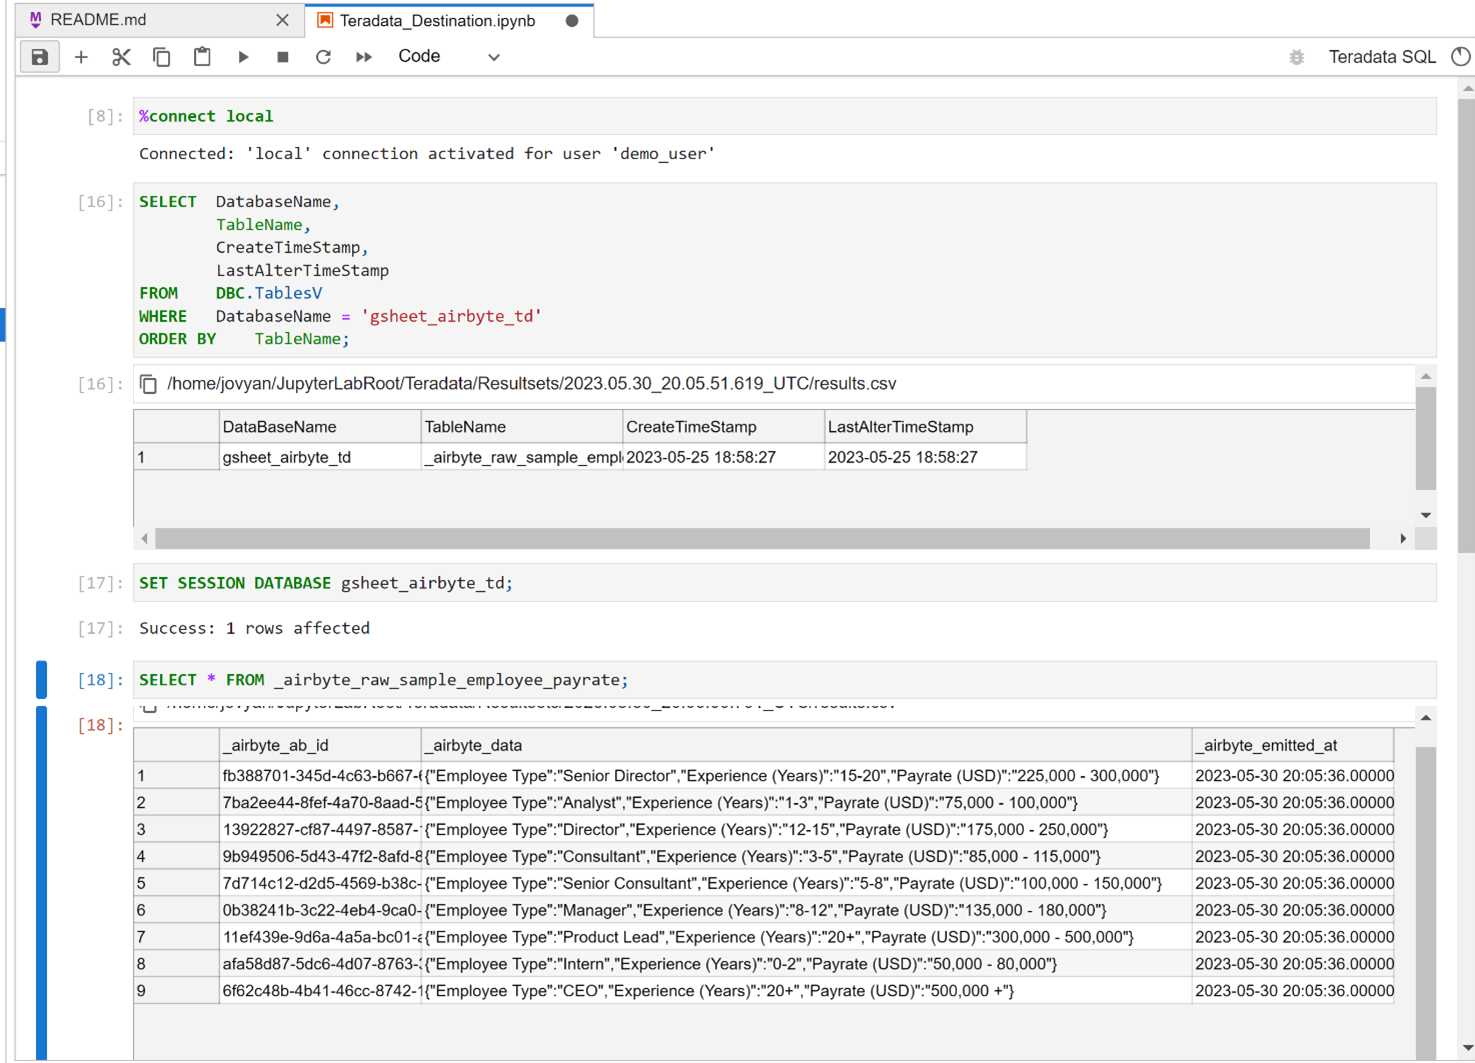 README.md
Teradata_Destination.ipynb
Code
Teradata SQL
[8]:
%connect local
Connected: 'local' connection activated for user 'demo_user'
[16]:
SELECT DatabaseName,
TableName,
CreateTimeStamp,
LastAlterTimeStamp
FROM DBC.TablesV
WHERE DatabaseName = 'gsheet_airbyte_td'
ORDER BY TableName;
[16]:
/home/jovyan/JupyterLabRoot/Teradata/Resultsets/2023.05.30_20.05.51.619_UTC/results.csv
DataBaseName TableName CreateTimeStamp LastAlterTimeStamp
1 gsheet_airbyte_td _airbyte_raw_sample_empl 2023-05-25 18:58:27 2023-05-25 18:58:27
[17]:
SET SESSION DATABASE gsheet_airbyte_td;
[17]:
Success: 1 rows affected
[18]:
SELECT * FROM _airbyte_raw_sample_employee_payrate;
[18]:
_airbyte_ab_id _airbyte_data _airbyte_emitted_at
1 fb388701-345d-4c63-b667- {"Employee Type":"Senior Director","Experience (Years)":"15-20","Payrate (USD)":"225,000 - 300,000"} 2023-05-30 20:05:36.00000
2 7ba2ee44-8fef-4a70-8aad-5 {"Employee Type":"Analyst","Experience (Years)":"1-3","Payrate (USD)":"75,000 - 100,000"} 2023-05-30 20:05:36.00000
3 13922827-cf87-4497-8587- {"Employee Type":"Director","Experience (Years)":"12-15","Payrate (USD)":"175,000 - 250,000"} 2023-05-30 20:05:36.00000
4 9b949506-5d43-47f2-8afd-8 {"Employee Type":"Consultant","Experience (Years)":"3-5","Payrate (USD)":"85,000 - 115,000"} 2023-05-30 20:05:36.00000
5 7d714c12-d2d5-4569-b38c- {"Employee Type":"Senior Consultant","Experience (Years)":"5-8","Payrate (USD)":"100,000 - 150,000"} 2023-05-30 20:05:36.00000
6 0b38241b-3c22-4eb4-9ca0- {"Employee Type":"Manager","Experience (Years)":"8-12","Payrate (USD)":"135,000 - 180,000"} 2023-05-30 20:05:36.00000
7 11ef439e-9d6a-4a5a-bc01- {"Employee Type":"Product Lead","Experience (Years)":"20+","Payrate (USD)":"300,000 - 500,000"} 2023-05-30 20:05:36.00000
8 afa58d87-5dc6-4d07-8763- {"Employee Type":"Intern","Experience (Years)":"0-2","Payrate (USD)":"50,000 - 80,000"} 2023-05-30 20:05:36.00000
9 6f62c48b-4b41-46cc-8742- {"Employee Type":"CEO","Experience (Years)":"20+","Payrate (USD)":"500,000 +"} 2023-05-30 20:05:36.00000